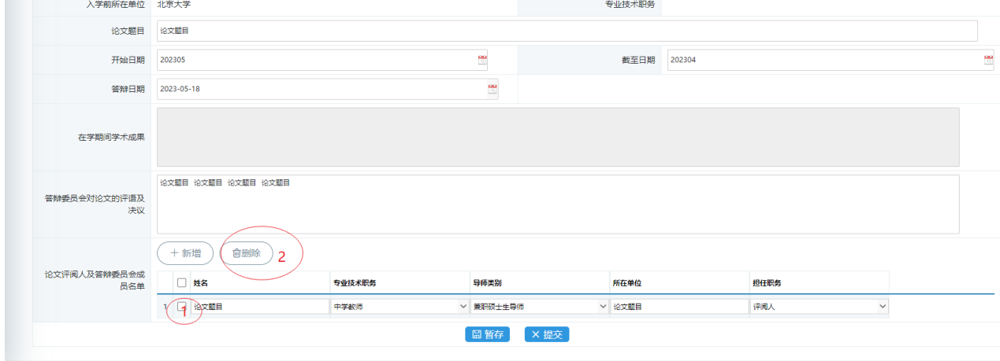 入学前所在单位 北京大学 专业技术职务
论文题目 论文题目
开始日期 202305 截至日期 202304
答辩日期 2023-05-18
在学期间学术成果
答辩委员会对论文的评语及
决议
论文题目 论文题目 论文题目 论文题目
论文评阅人及答辩委员会成
员名单
新增 删除 2
姓名 专业技术职务 导师类别 所在单位 担任职务
1 1 论文题目 中学教师 兼职硕士生导师 论文题目 评阅人
暂存 提交